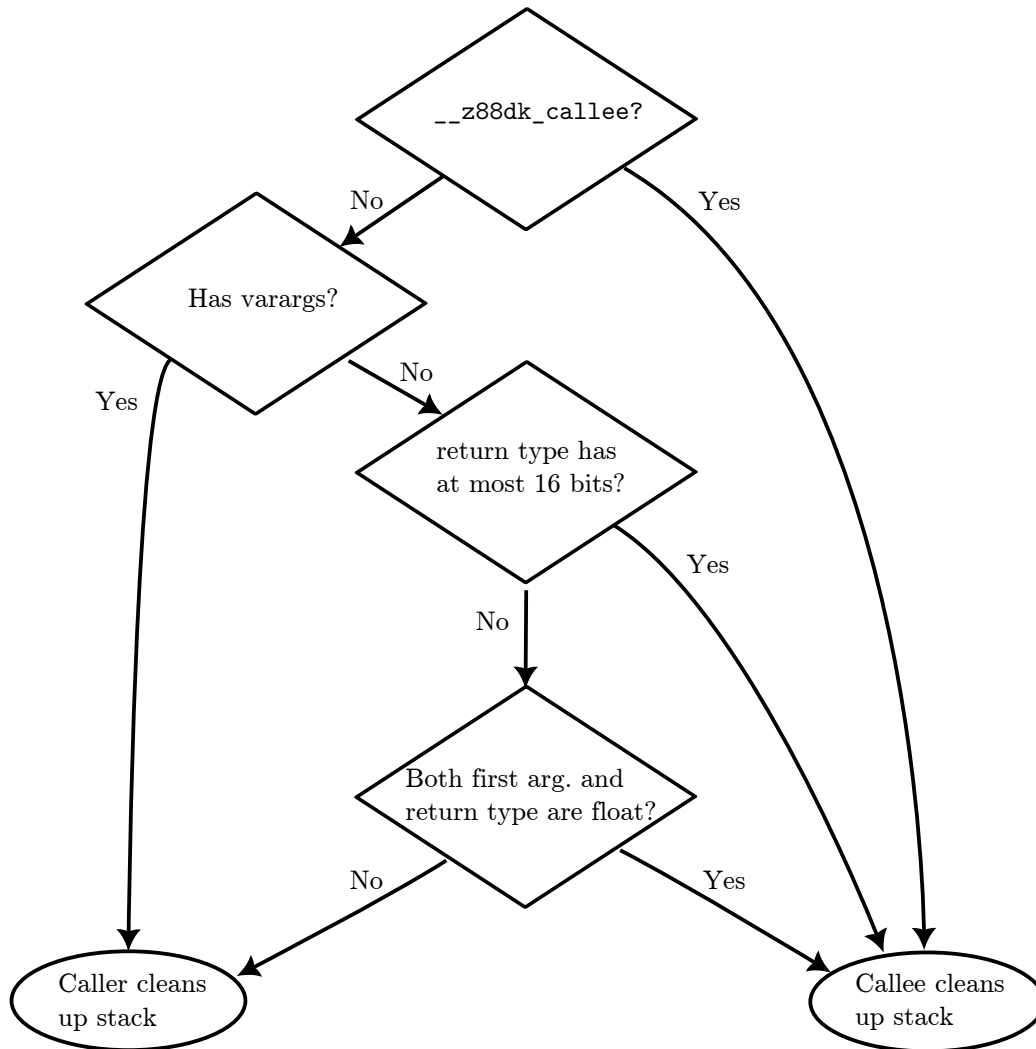 __z88dk_callee?
No
Yes
Has varargs?
Yes
No
return type has
at most 16 bits?
Yes
No
Both first arg. and
return type are float?
No
Yes
Caller cleans
up stack
Callee cleans
up stack